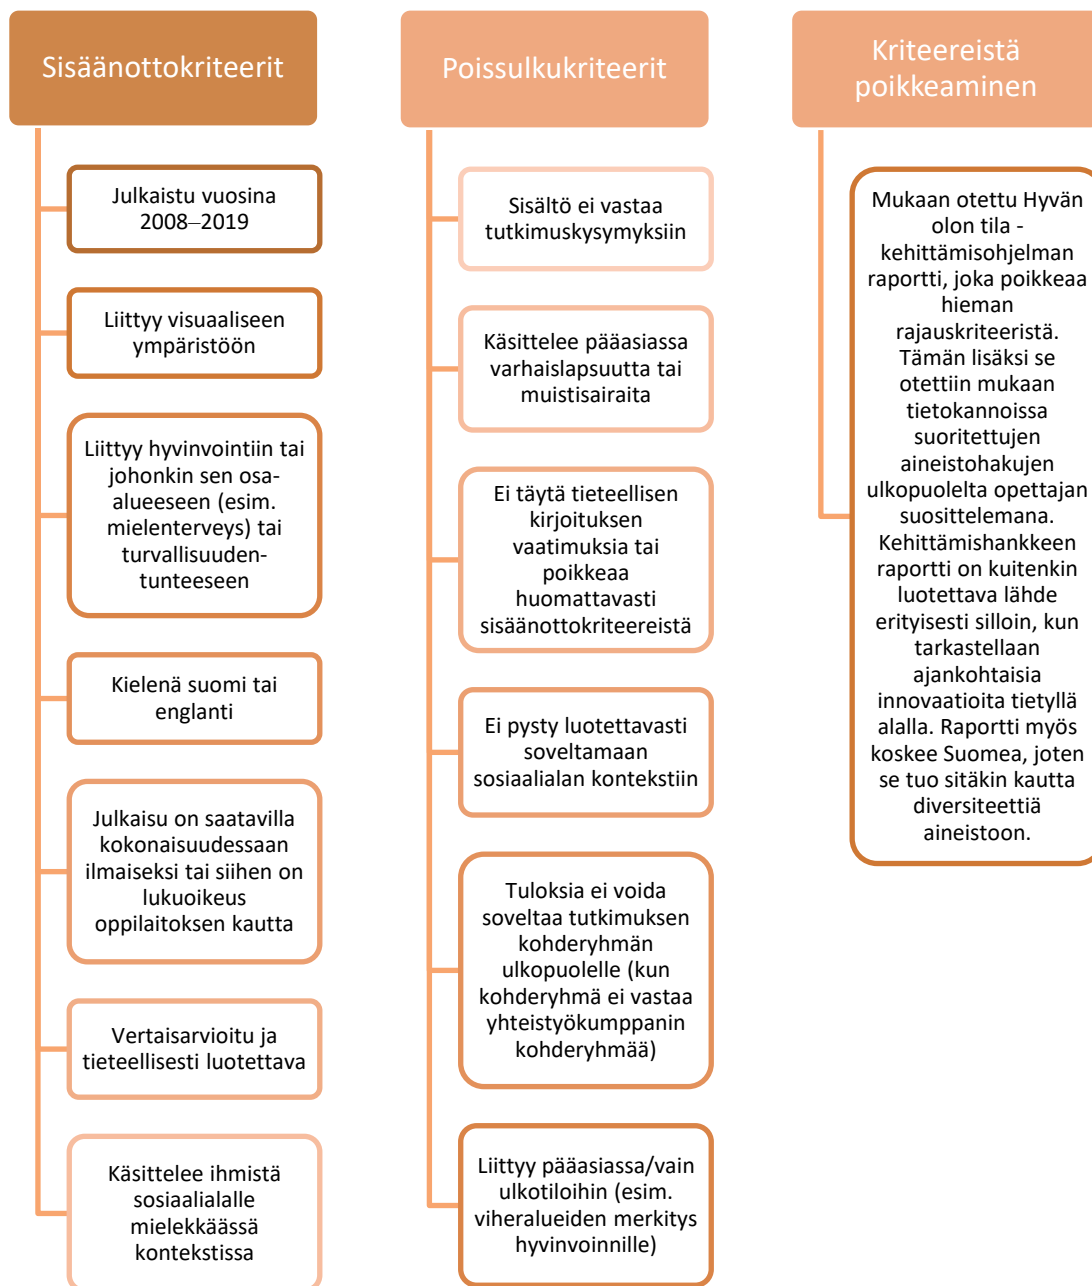 Sisäänottokriteerit
Julkaistu vuosina
2008–2019
Liittyy visuaaliseen
ympäristöön
Liittyy hyvinvointiin tai
johonkin sen osa-
alueeseen (esim.
mielenterveys) tai
turvallisuuden-
tunteeseen
Kielenä suomi tai
englanti
Julkaisu on saatavilla
kokonaisuudessaan
ilmaiseksi tai siihen on
lukuoikeus
oppilaitoksen kautta
Vertaisarvioitu ja
tieteellisesti luotettava
Käsittelee ihmistä
sosiaalialalle
mielekkäässä
kontekstissa
Poissulkukriteerit
Sisältö ei vastaa
tutkimuskysymyksiin
Käsittelee pääasiassa
varhaislapsuutta tai
muistisairaita
Ei täytä tieteellisen
kirjoituksen
vaatimuksia tai
poikkeaa
huomattavasti
sisäänottokriteereistä
Ei pysty luotettavasti
soveltamaan
sosiaalialan kontekstiin
Tuloksia ei voida
soveltaa tutkimuksen
kohderyhmän
ulkopuolelle (kun
kohderyhmä ei vastaa
yhteistyökumppanin
kohderyhmää)
Liittyy pääasiassa/vain
ulkotiloihin (esim.
viheralueiden merkitys
hyvinvoinnille)
Kriteereistä
poikkeaminen
Mukaan otettu Hyvän
olon tila -
kehittämisohjelman
raportti, joka poikkeaa
hieman
rajauskriteeristä.
Tämän lisäksi se
otettiin mukaan
tietokannoissa
suoritettujen
aineistohakujen
ulkopuolelta opettajan
suosittelemana.
Kehittämishankkeen
raportti on kuitenkin
luotettava lähde
erityisesti silloin, kun
tarkastellaan
ajankohtaisia
innovaatioita tietyllä
alalla. Raportti myös
koskee Suomea, joten
se tuo sitäkin kautta
diversiteettiä
aineistoon.